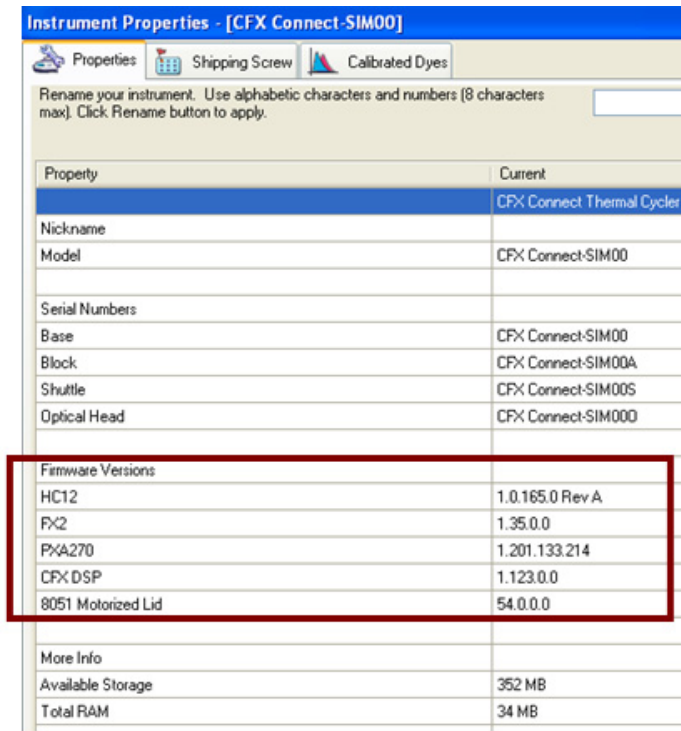 Instrument Properties - [CFX Connect-SIM00]
Properties Shipping Screw Calibrated Dyes
Rename your instrument. Use alphabetic characters and numbers (8 characters
max). Click Rename button to apply.
Property Current
CFX Connect Thermal Cycler
Nickname
Model CFX Connect-SIM00
Serial Numbers
Base CFX Connect-SIM00
Block CFX Connect-SIM00A
Shuttle CFX Connect-SIM00S
Optical Head CFX Connect-SIM00O
Firmware Versions
HC12 1.0.165.0 Rev A
FX2 1.35.0.0
PXA270 1.201.133.214
CFX DSP 1.123.0.0
8051 Motorized Lid 54.0.0.0
More Info
Available Storage 352 MB
Total RAM 34 MB